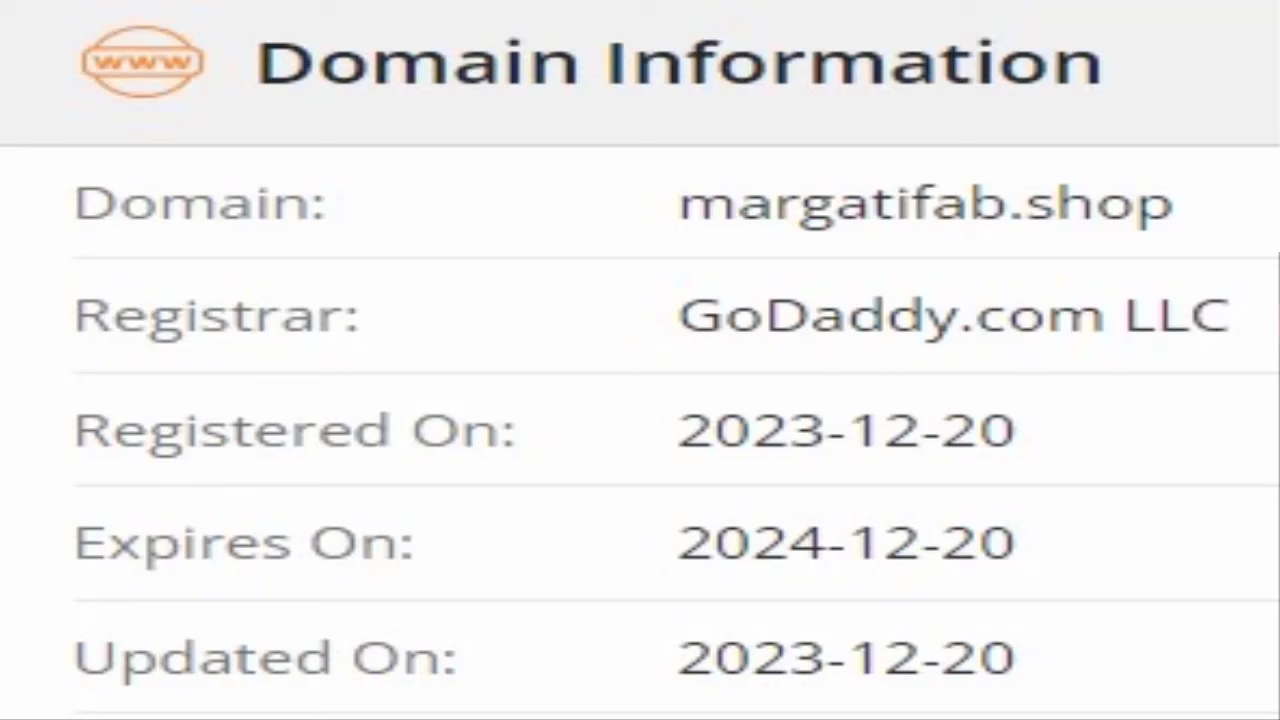 www Domain Information
Domain: margatifab.shop
Registrar: GoDaddy.com LLC
Registered On: 2023-12-20
Expires On: 2024-12-20
Updated On: 2023-12-20